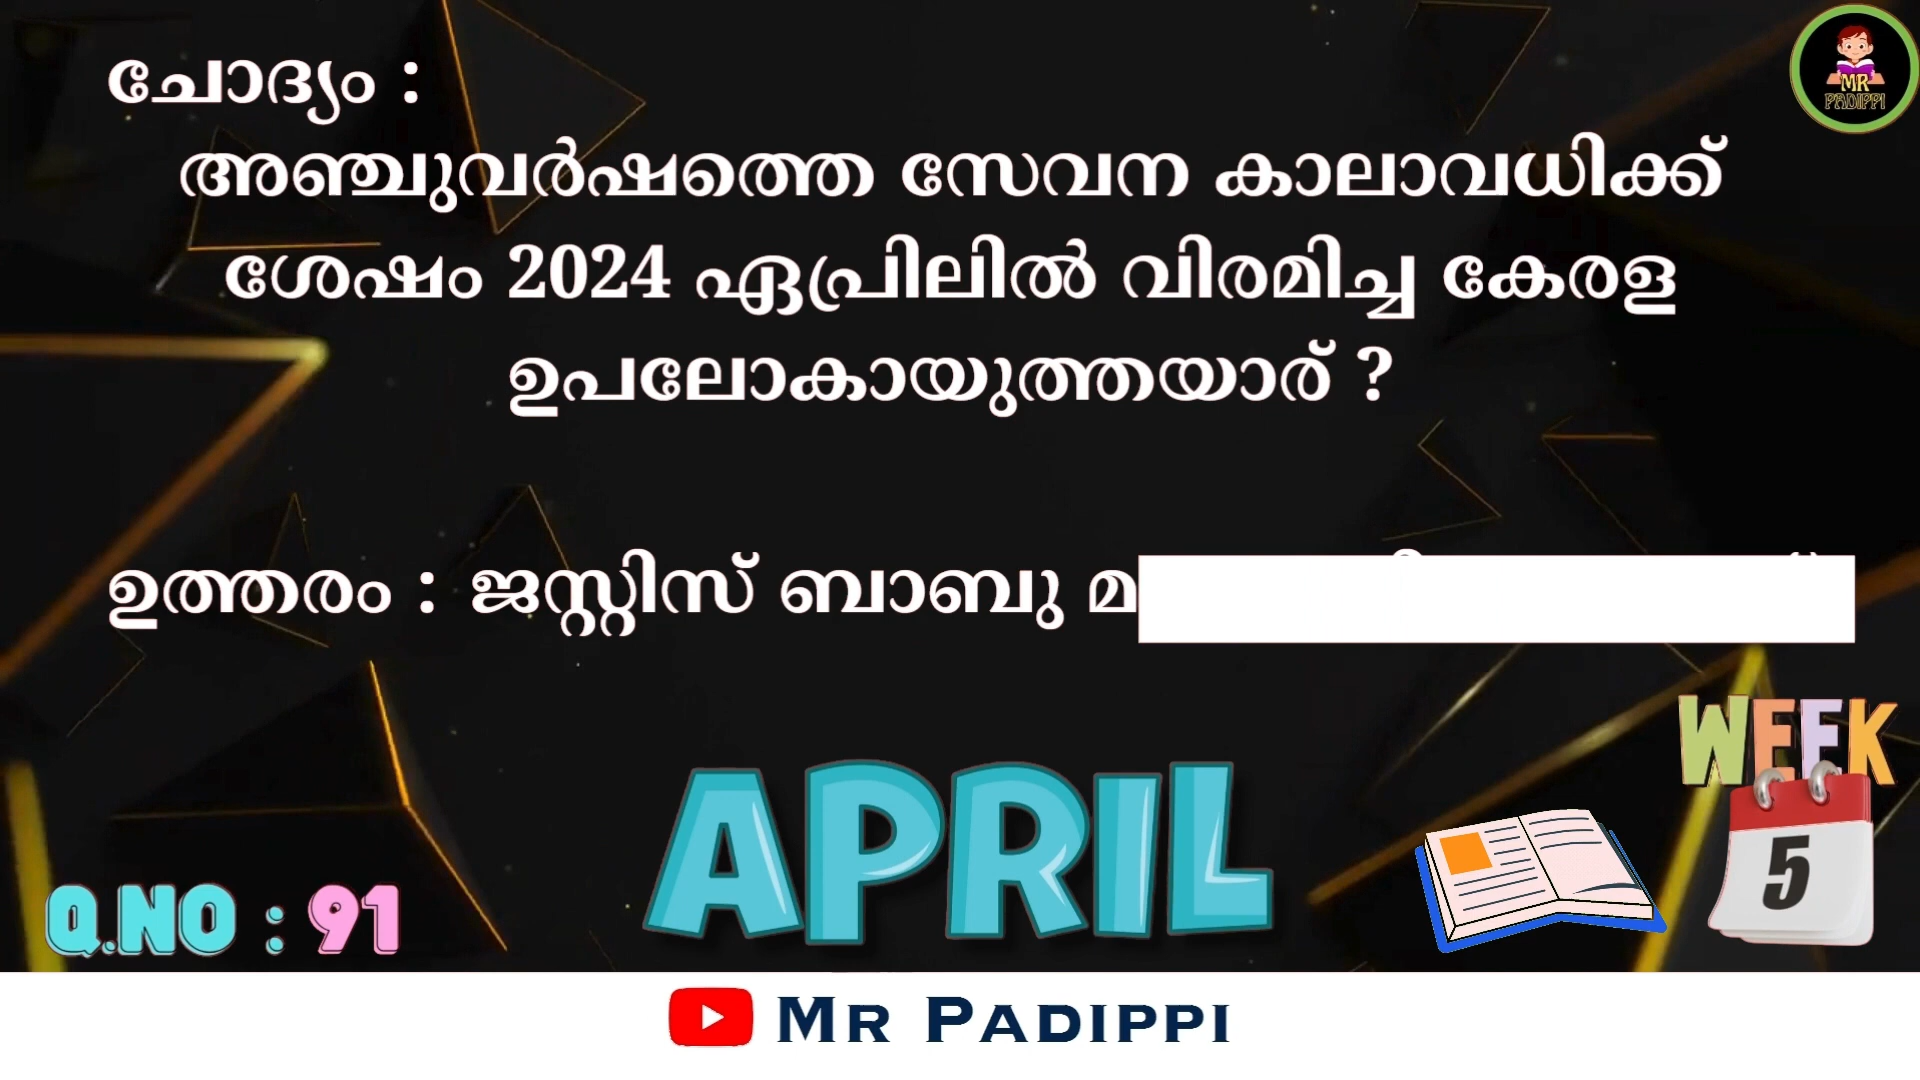 MR
PADIPPI
ചോദ്യം :
അഞ്ചുവർഷത്തെ സേവന കാലാവധിക്ക്
ശേഷം 2024 ഏപ്രിലിൽ വിരമിച്ച കേരള
ഉപലോകായുത്തയാര് ?
ഉത്തരം : ജസ്റ്റിസ് ബാബു
WEEK
5
APRIL
Q.NO : 91
MR PADIPPI